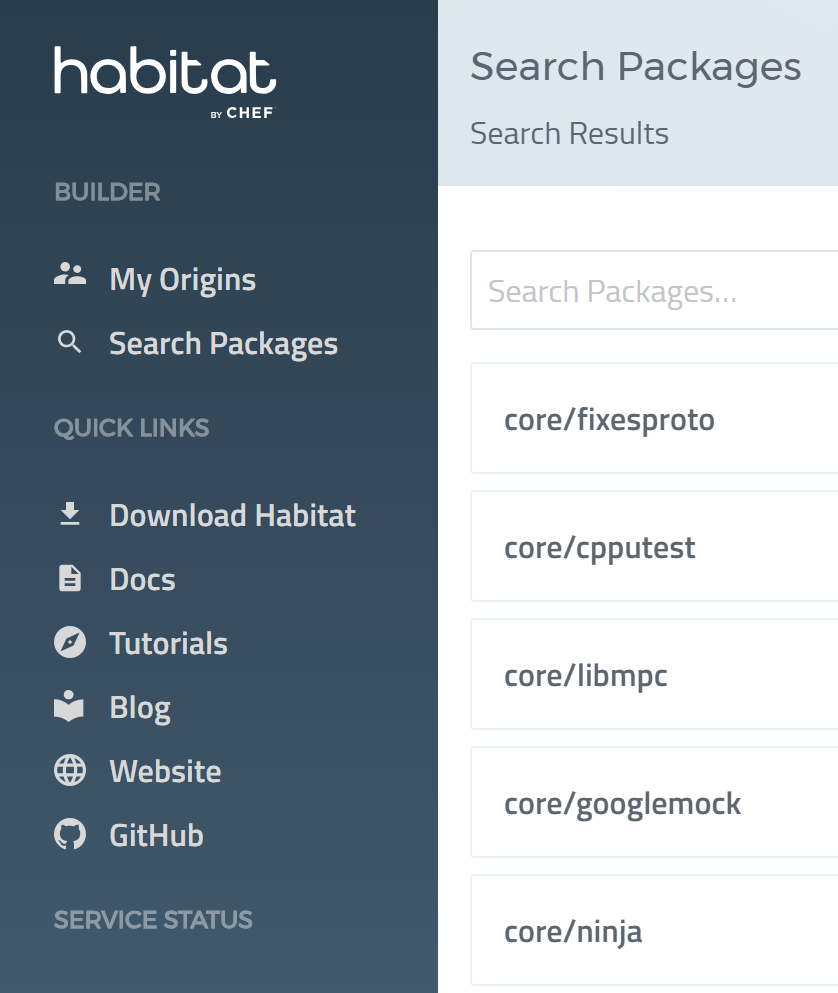 habitat
BY CHEF
BUILDER
My Origins
Search Packages
QUICK LINKS
Download Habitat
Docs
Tutorials
Blog
Website
GitHub
SERVICE STATUS
Search Packages
Search Results
Search Packages...
core/fixesproto
core/cpputest
core/libmpc
core/googlemock
core/ninja